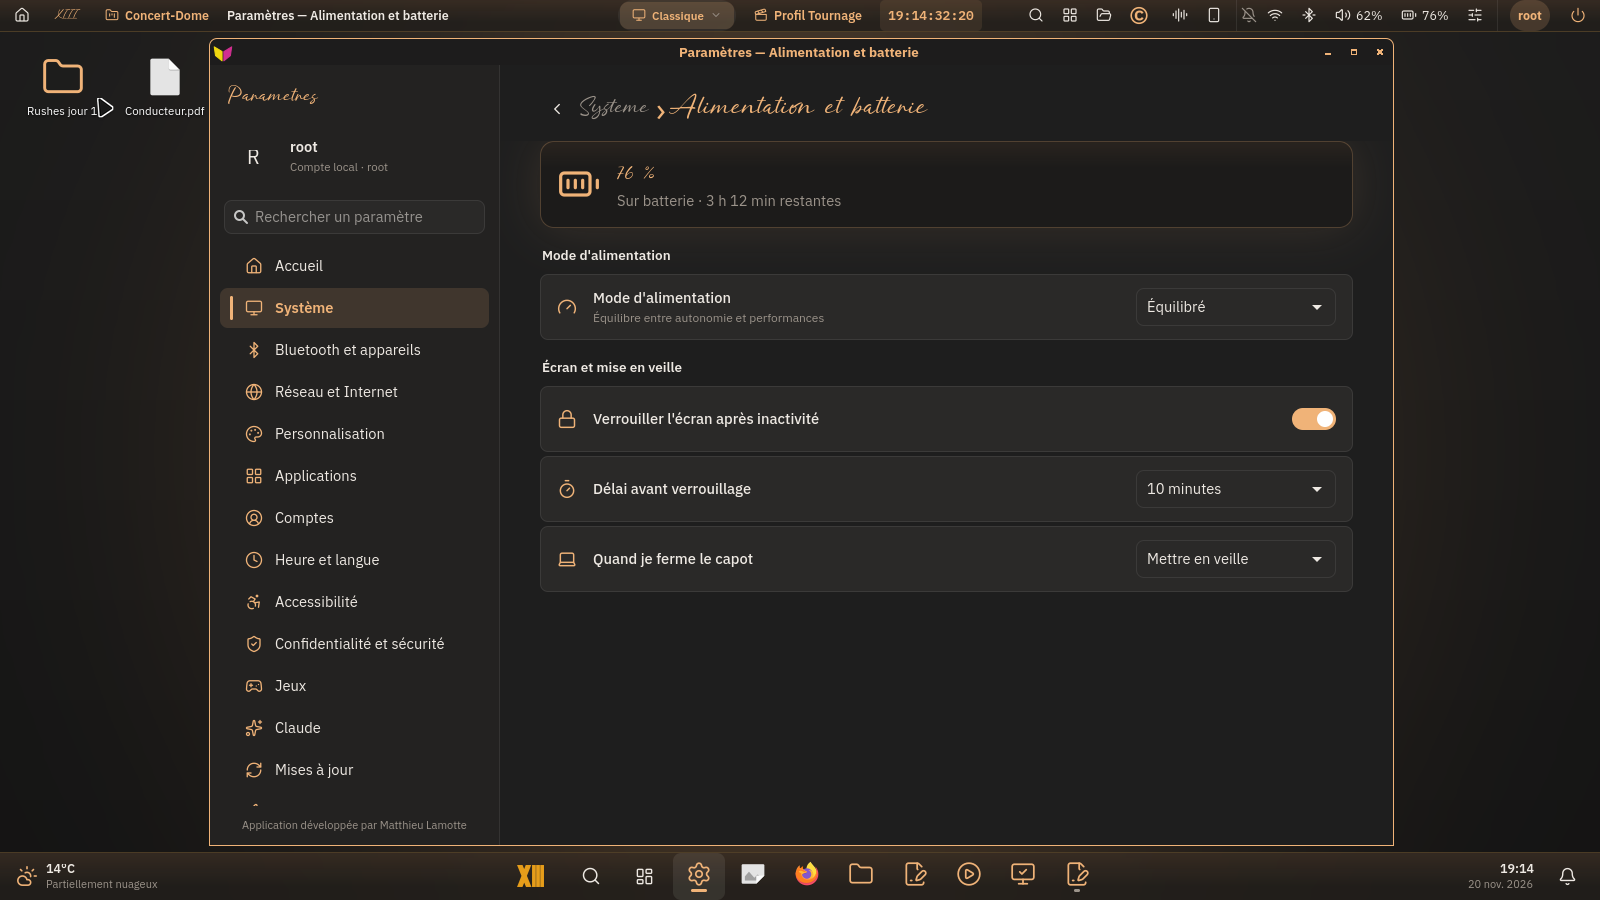 Concert-Dome
Paramètres — Alimentation et batterie
Classique
Profil Tournage
19:14:32:20
62%
76%
root
Rushes jour 1
Conducteur.pdf
Paramètres — Alimentation et batterie
Paramètres
Système › Alimentation et batterie
R
root
Compte local · root
Rechercher un paramètre
Accueil
Système
Bluetooth et appareils
Réseau et Internet
Personnalisation
Applications
Comptes
Heure et langue
Accessibilité
Confidentialité et sécurité
Jeux
Claude
Mises à jour
Application développée par Matthieu Lamotte
76 %
Sur batterie · 3 h 12 min restantes
Mode d'alimentation
Mode d'alimentation
Équilibre entre autonomie et performances
Équilibré
Écran et mise en veille
Verrouiller l'écran après inactivité
Délai avant verrouillage
10 minutes
Quand je ferme le capot
Mettre en veille
14°C
Partiellement nuageux
XIII
19:14
20 nov. 2026